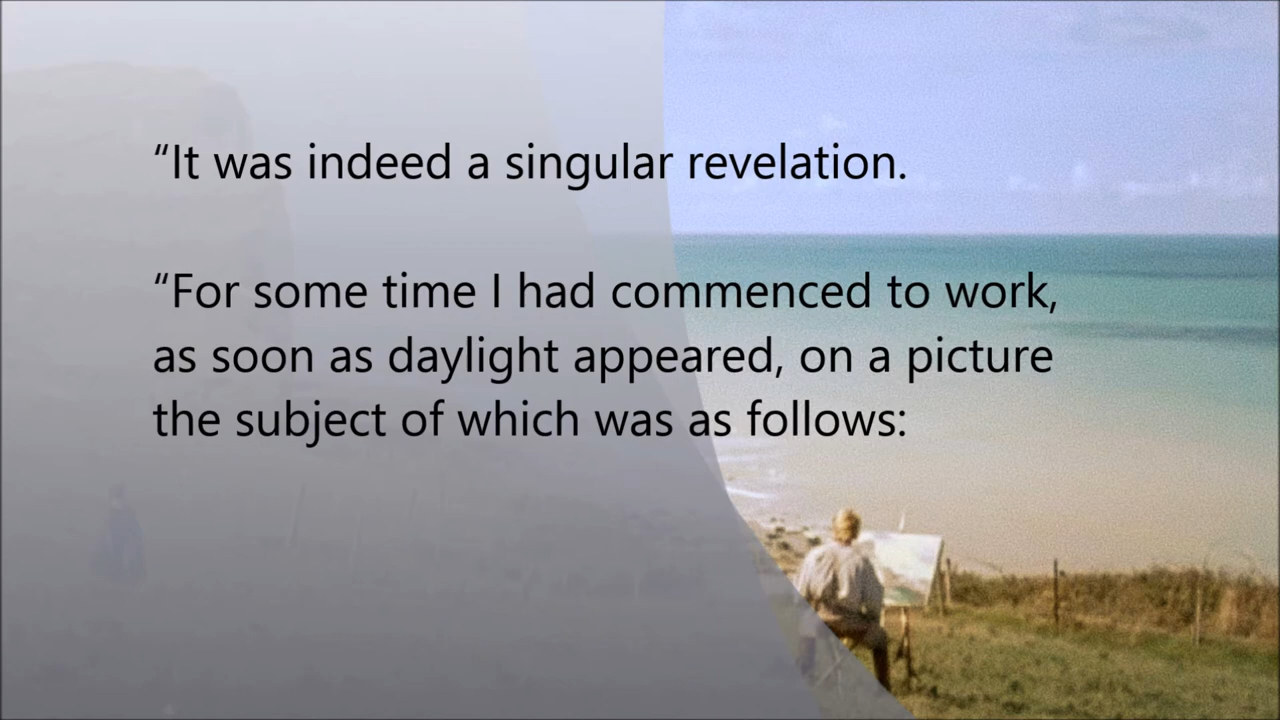 “It was indeed a singular revelation.
“For some time I had commenced to work,
as soon as daylight appeared, on a picture
the subject of which was as follows: